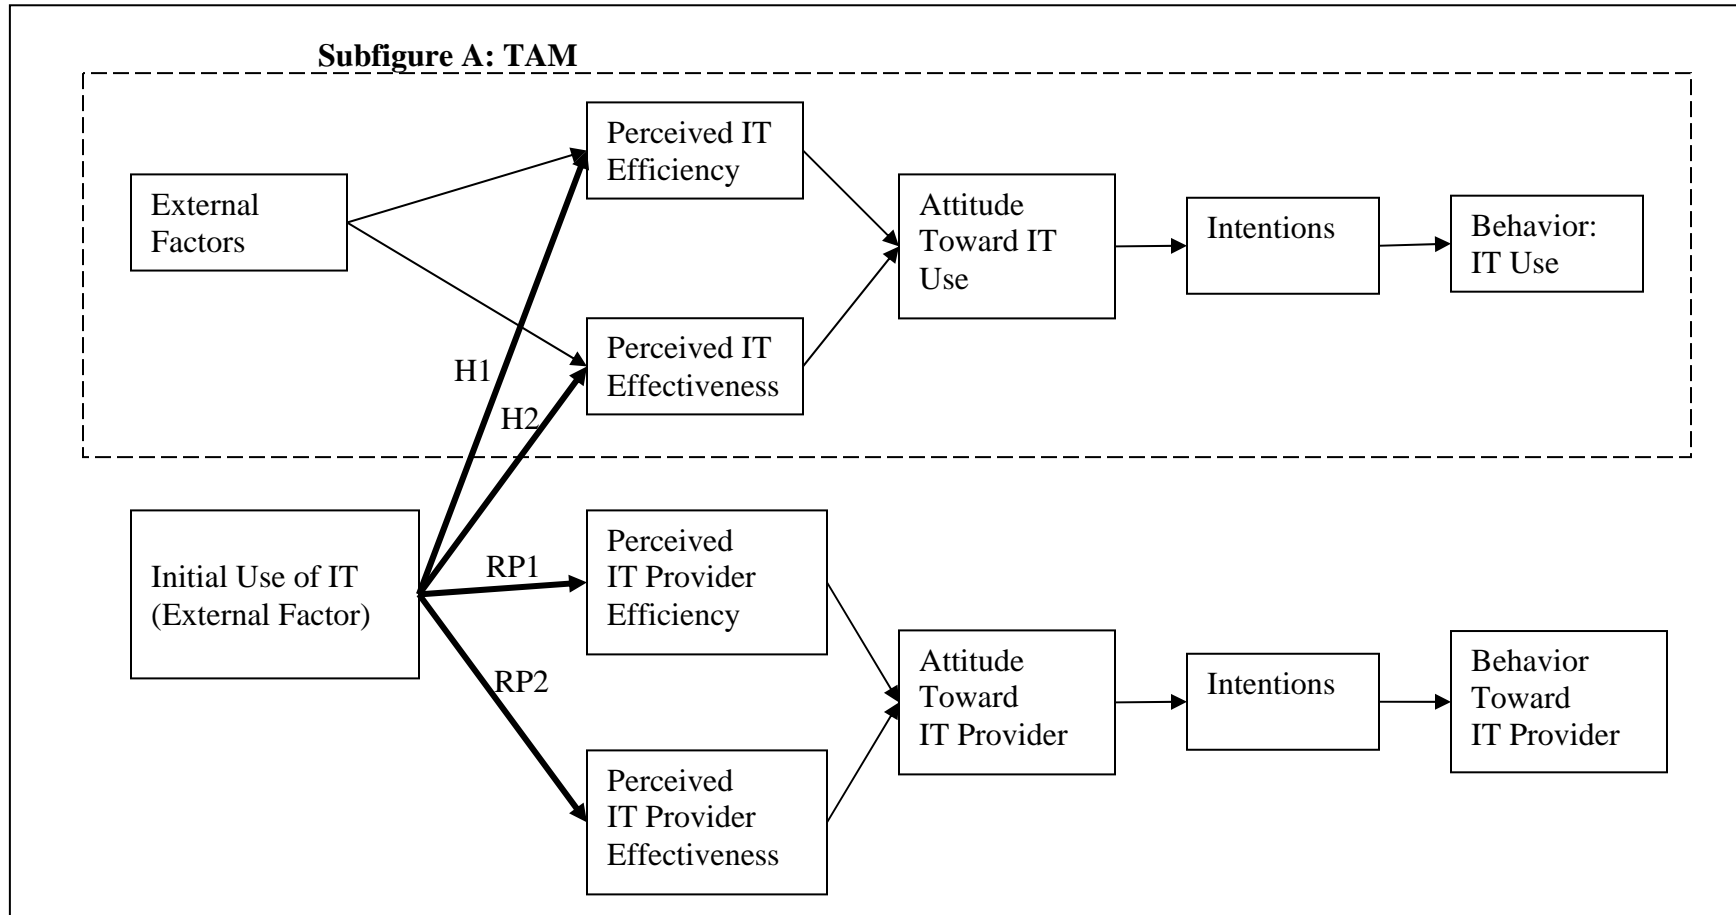 Subfigure A: TAM
Perceived IT
Efficiency
External
Factors
Attitude
Toward IT
Use
Intentions
Behavior:
IT Use
Perceived IT
Effectiveness
H1
H2
Initial Use of IT
(External Factor)
RP1
RP2
Perceived
IT Provider
Efficiency
Attitude
Toward
IT Provider
Intentions
Behavior
Toward
IT Provider
Perceived
IT Provider
Effectiveness